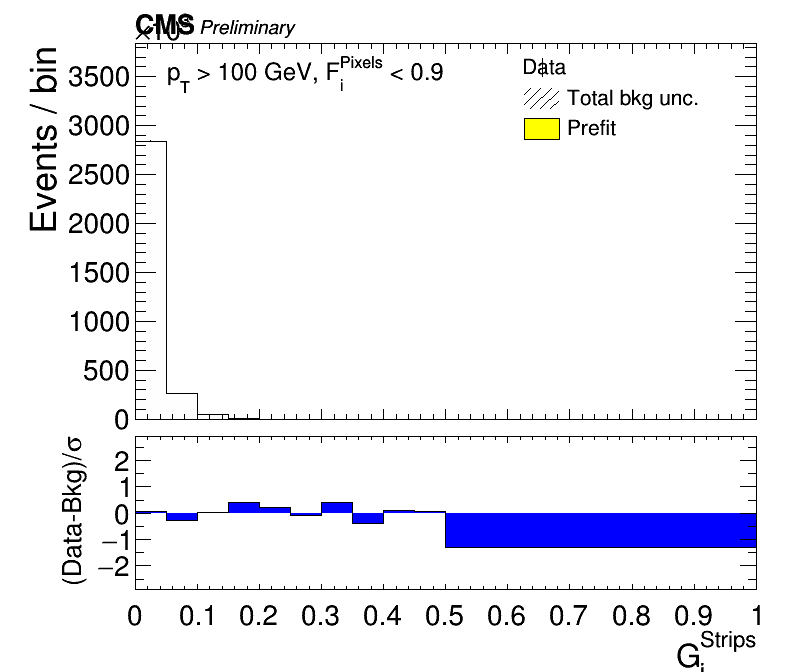 CMS Preliminary
×10
Events / bin
3500
3000
2500
2000
1500
1000
500
0
p_T > 100 GeV, F_i^Pixels < 0.9
Data
Total bkg unc.
Prefit
(Data-Bkg)/σ
2
1
0
−1
−2
0 0.1 0.2 0.3 0.4 0.5 0.6 0.7 0.8 0.9 1
G_i^Strips